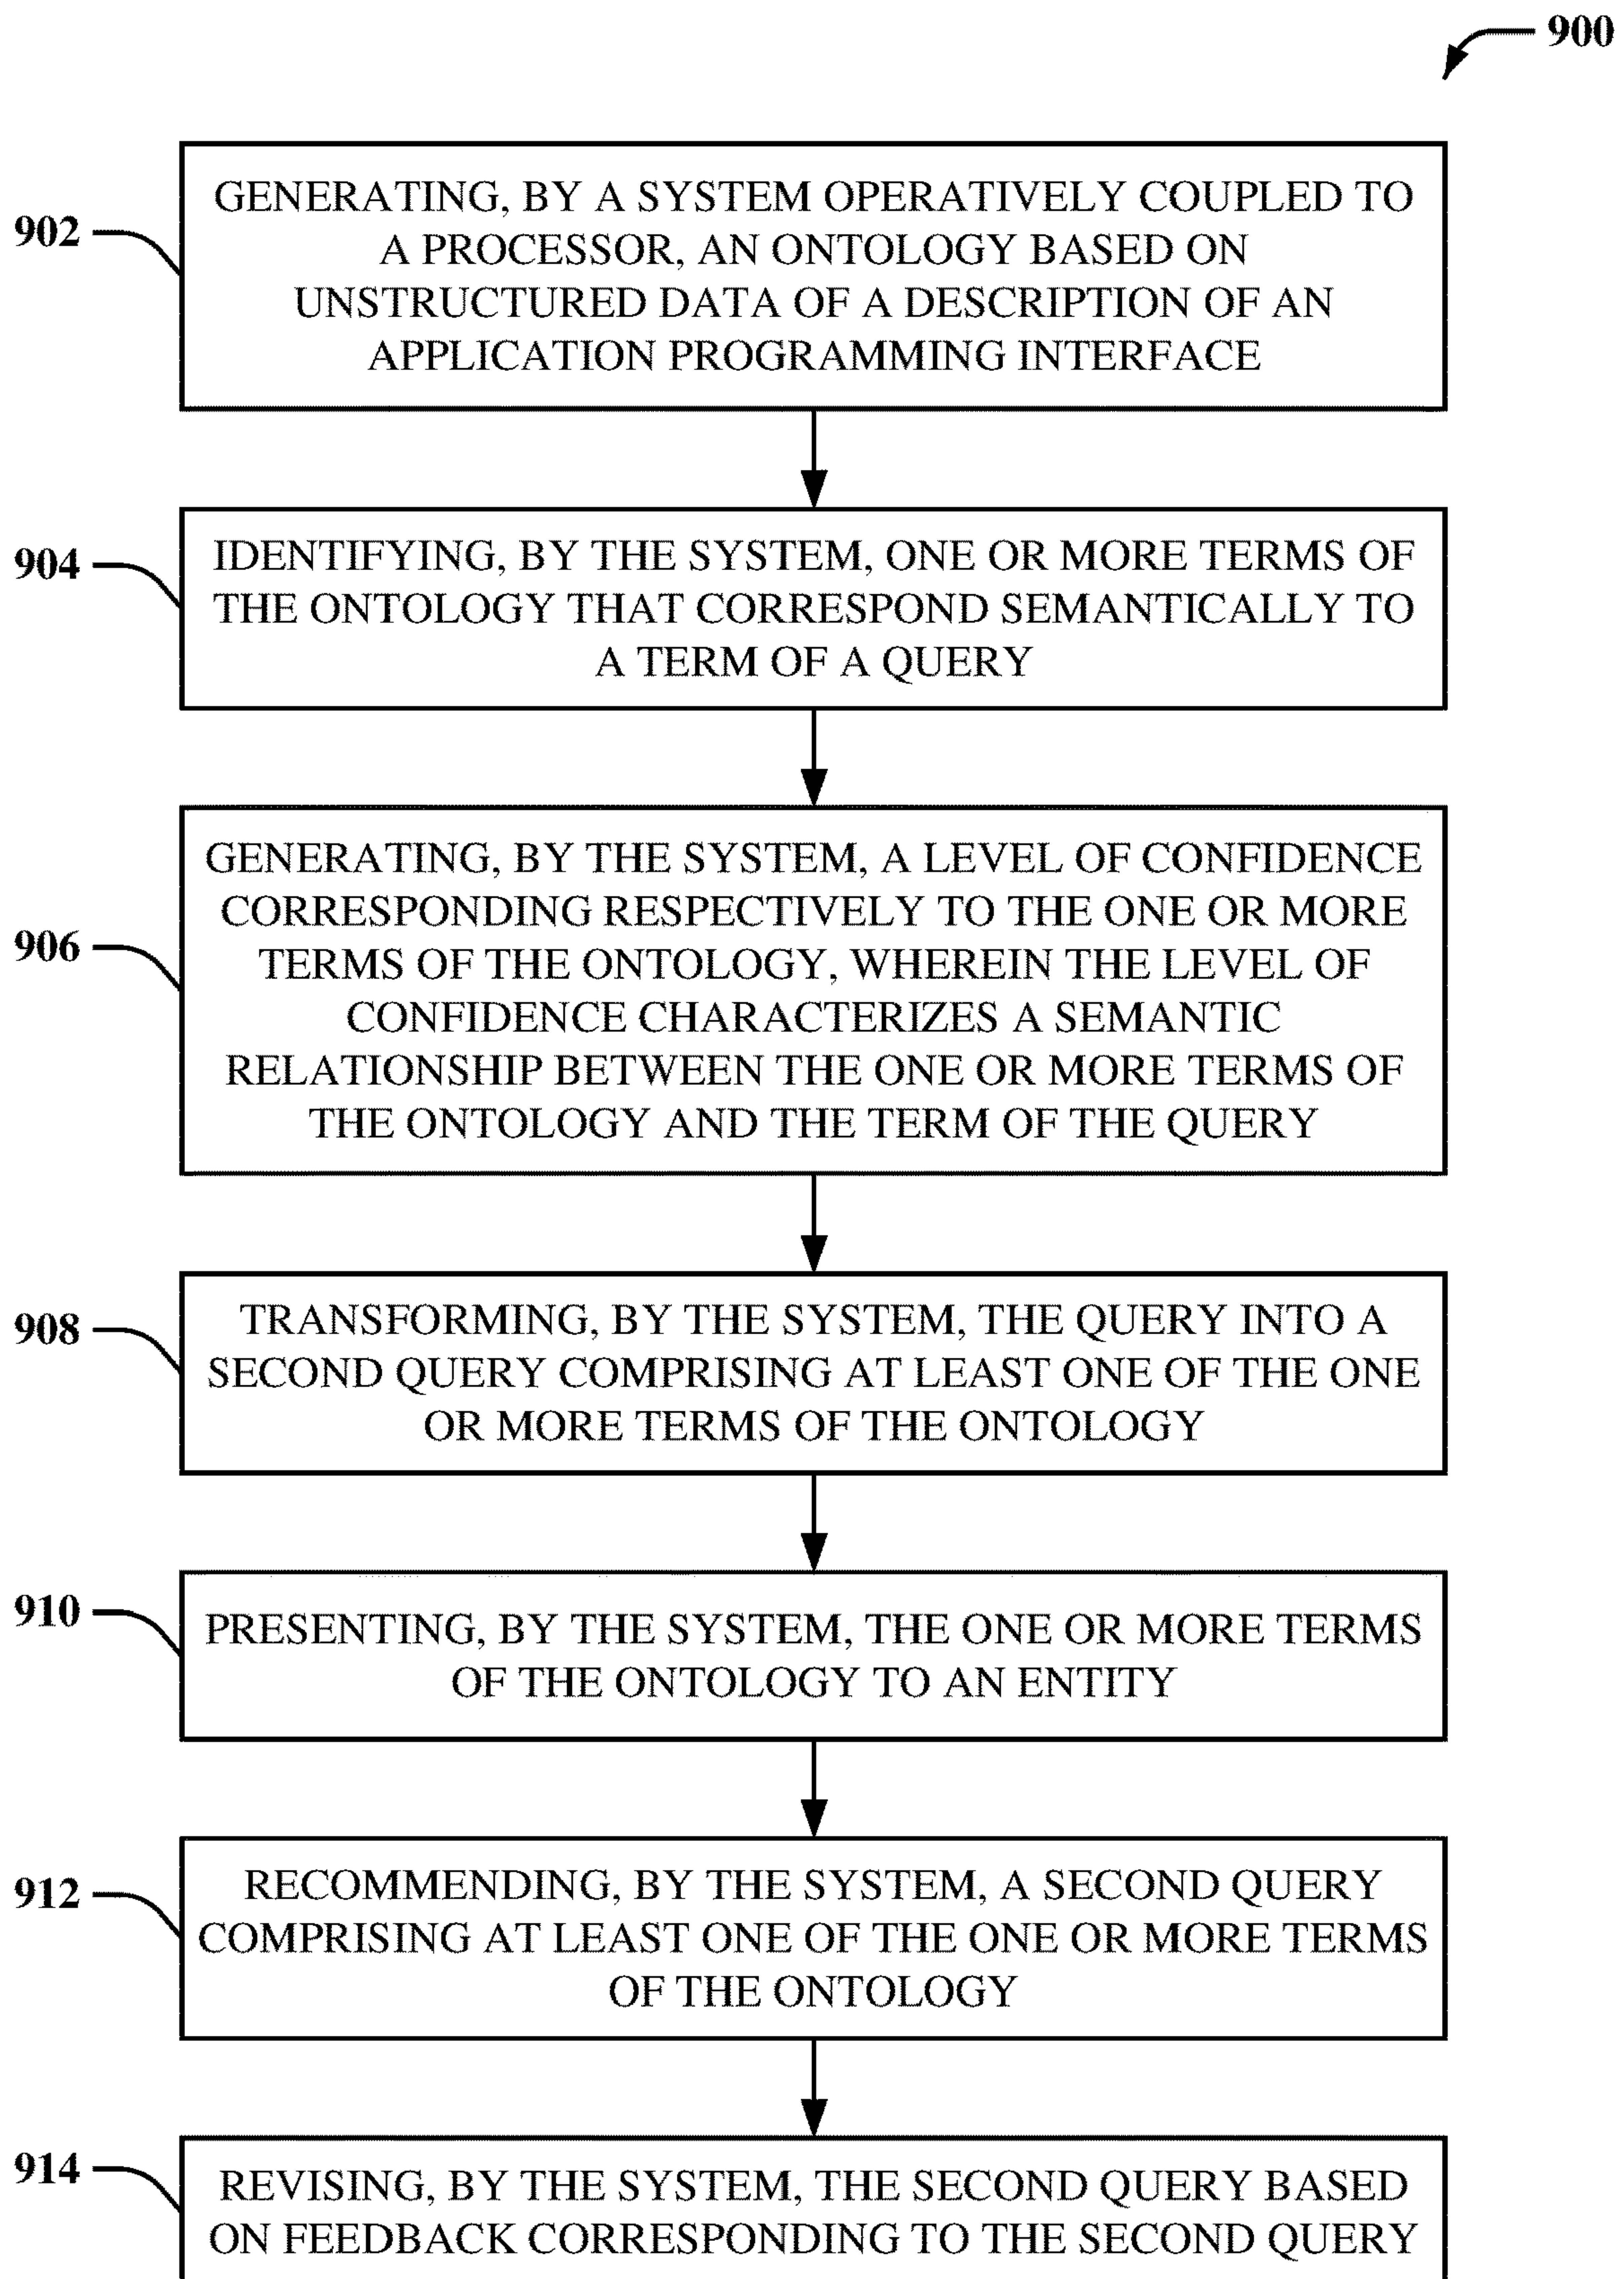 900
902
GENERATING, BY A SYSTEM OPERATIVELY COUPLED TO
A PROCESSOR, AN ONTOLOGY BASED ON
UNSTRUCTURED DATA OF A DESCRIPTION OF AN
APPLICATION PROGRAMMING INTERFACE
904
IDENTIFYING, BY THE SYSTEM, ONE OR MORE TERMS OF
THE ONTOLOGY THAT CORRESPOND SEMANTICALLY TO
A TERM OF A QUERY
906
GENERATING, BY THE SYSTEM, A LEVEL OF CONFIDENCE
CORRESPONDING RESPECTIVELY TO THE ONE OR MORE
TERMS OF THE ONTOLOGY, WHEREIN THE LEVEL OF
CONFIDENCE CHARACTERIZES A SEMANTIC
RELATIONSHIP BETWEEN THE ONE OR MORE TERMS OF
THE ONTOLOGY AND THE TERM OF THE QUERY
908
TRANSFORMING, BY THE SYSTEM, THE QUERY INTO A
SECOND QUERY COMPRISING AT LEAST ONE OF THE ONE
OR MORE TERMS OF THE ONTOLOGY
910
PRESENTING, BY THE SYSTEM, THE ONE OR MORE TERMS
OF THE ONTOLOGY TO AN ENTITY
912
RECOMMENDING, BY THE SYSTEM, A SECOND QUERY
COMPRISING AT LEAST ONE OF THE ONE OR MORE TERMS
OF THE ONTOLOGY
914
REVISING, BY THE SYSTEM, THE SECOND QUERY BASED
ON FEEDBACK CORRESPONDING TO THE SECOND QUERY